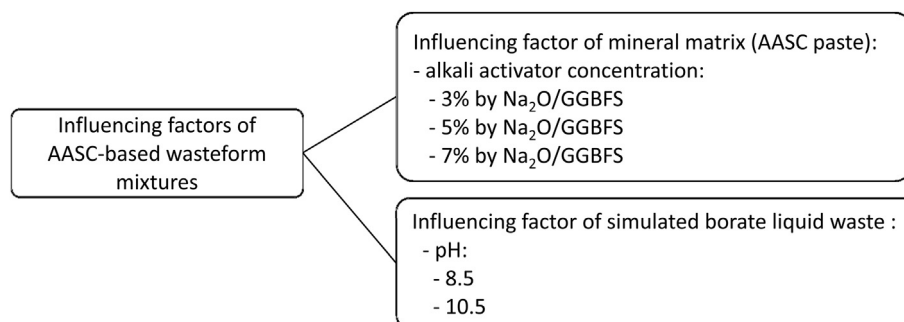 Influencing factors of
AASC-based wasteform
mixtures
Influencing factor of mineral matrix (AASC paste):
- alkali activator concentration:
- 3% by Na₂O/GGBFS
- 5% by Na₂O/GGBFS
- 7% by Na₂O/GGBFS
Influencing factor of simulated borate liquid waste :
- pH:
- 8.5
- 10.5